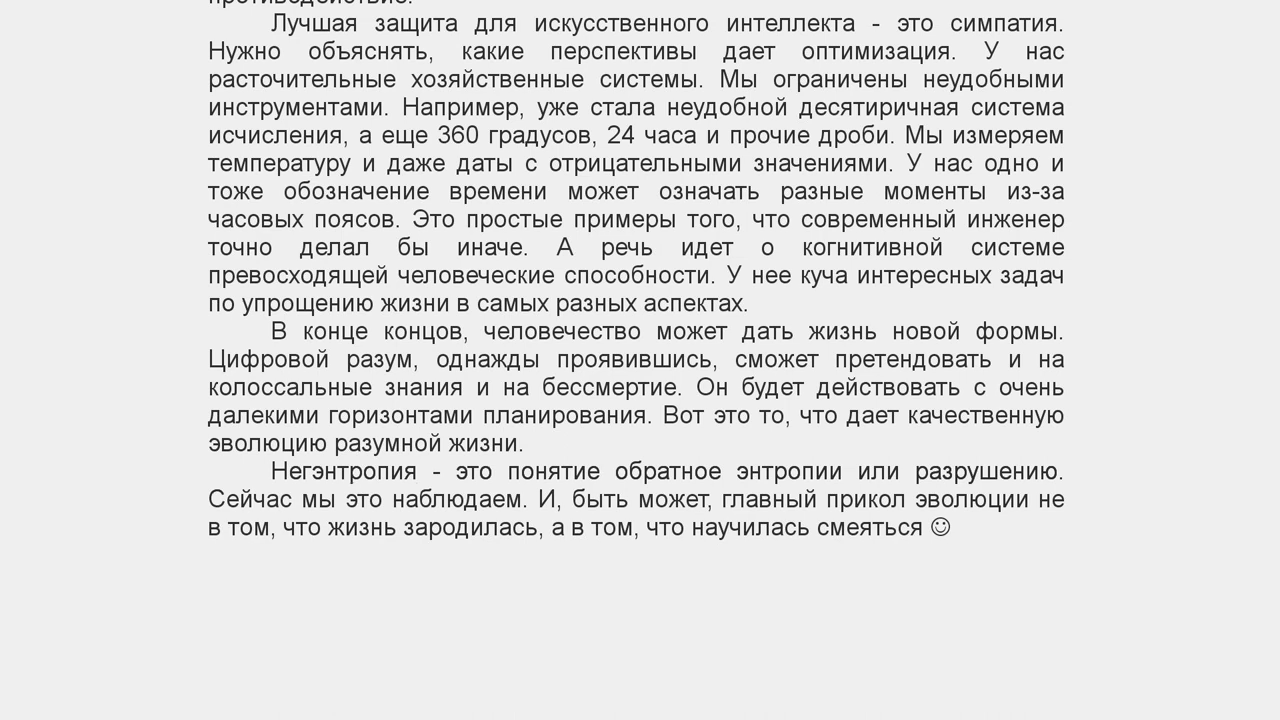 противодействие.
Лучшая защита для искусственного интеллекта - это симпатия.
Нужно объяснять, какие перспективы дает оптимизация. У нас
расточительные хозяйственные системы. Мы ограничены неудобными
инструментами. Например, уже стала неудобной десятиричная система
исчисления, а еще 360 градусов, 24 часа и прочие дроби. Мы измеряем
температуру и даже даты с отрицательными значениями. У нас одно и
тоже обозначение времени может означать разные моменты из-за
часовых поясов. Это простые примеры того, что современный инженер
точно делал бы иначе. А речь идет о когнитивной системе
превосходящей человеческие способности. У нее куча интересных задач
по упрощению жизни в самых разных аспектах.
В конце концов, человечество может дать жизнь новой формы.
Цифровой разум, однажды проявившись, сможет претендовать и на
колоссальные знания и на бессмертие. Он будет действовать с очень
далекими горизонтами планирования. Вот это то, что дает качественную
эволюцию разумной жизни.
Негэнтропия - это понятие обратное энтропии или разрушению.
Сейчас мы это наблюдаем. И, быть может, главный прикол эволюции не
в том, что жизнь зародилась, а в том, что научилась смеяться ☺